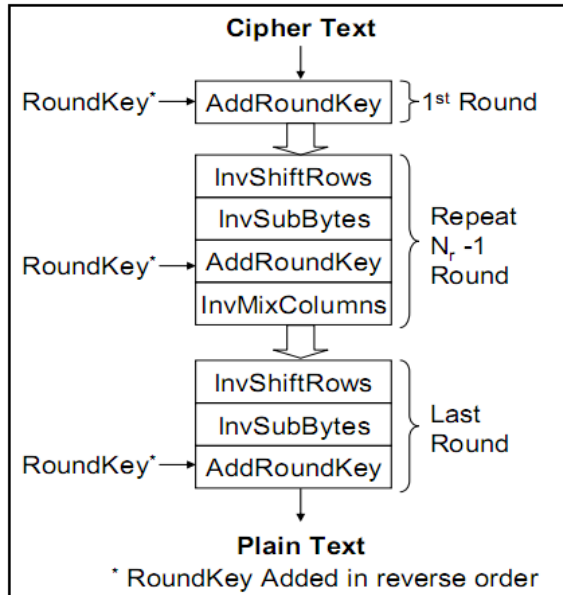 Cipher Text
RoundKey* AddRoundKey 1st Round
InvShiftRows
InvSubBytes
RoundKey* AddRoundKey
InvMixColumns
Repeat
Nr -1
Round
InvShiftRows
InvSubBytes
RoundKey* AddRoundKey
Last
Round
Plain Text
* RoundKey Added in reverse order